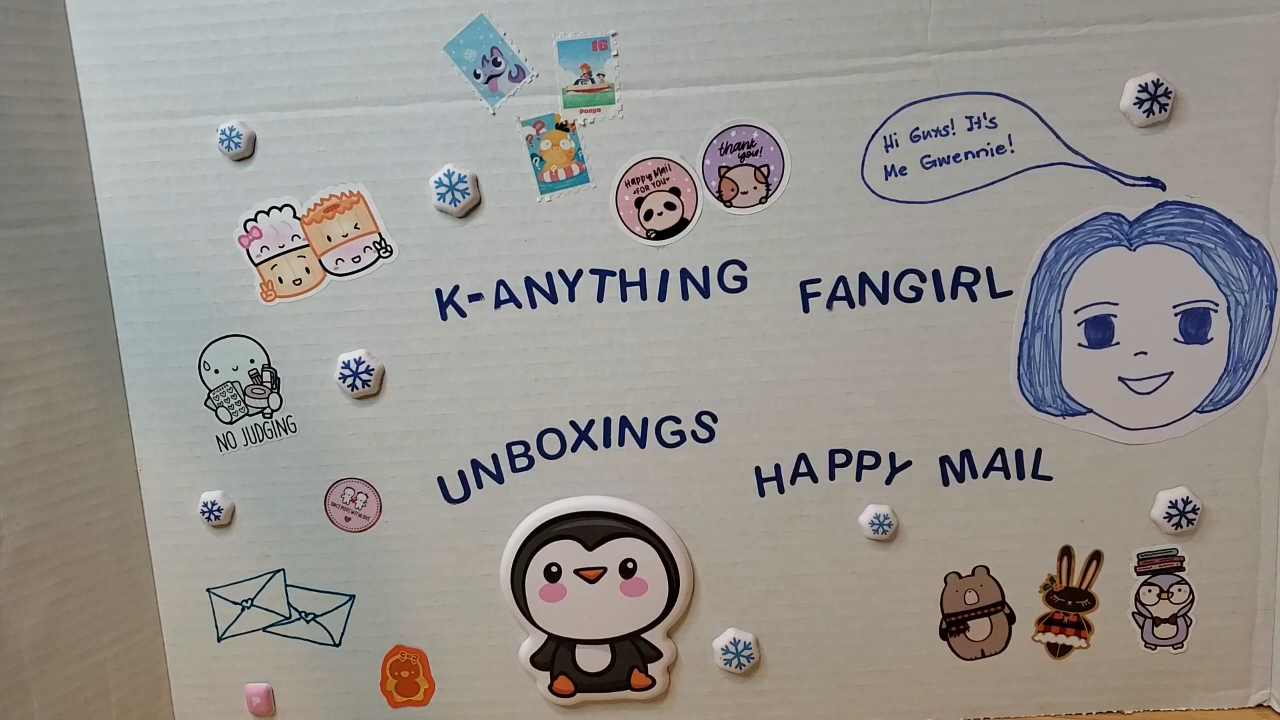 16
Ponyo
Happy Mail
FOR YOU
thank
you!
Hi Guys! It's
Me Gwennie!
K-ANYTHING FANGIRL
NO JUDGING
UNBOXINGS
HAPPY MAIL
ONCEMOREWITHLOVE
P